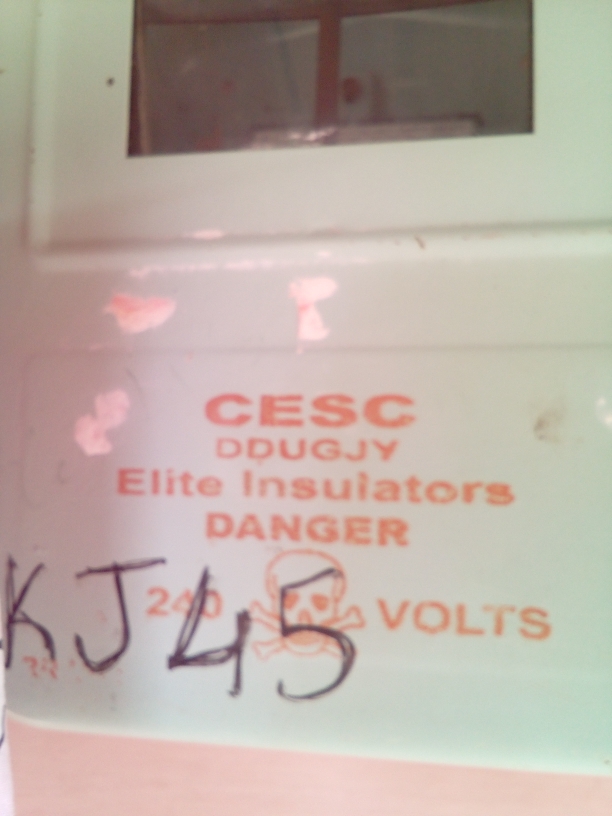 CESC
DDUGJY
Elite Insulators
DANGER
240 VOLTS
KJ45